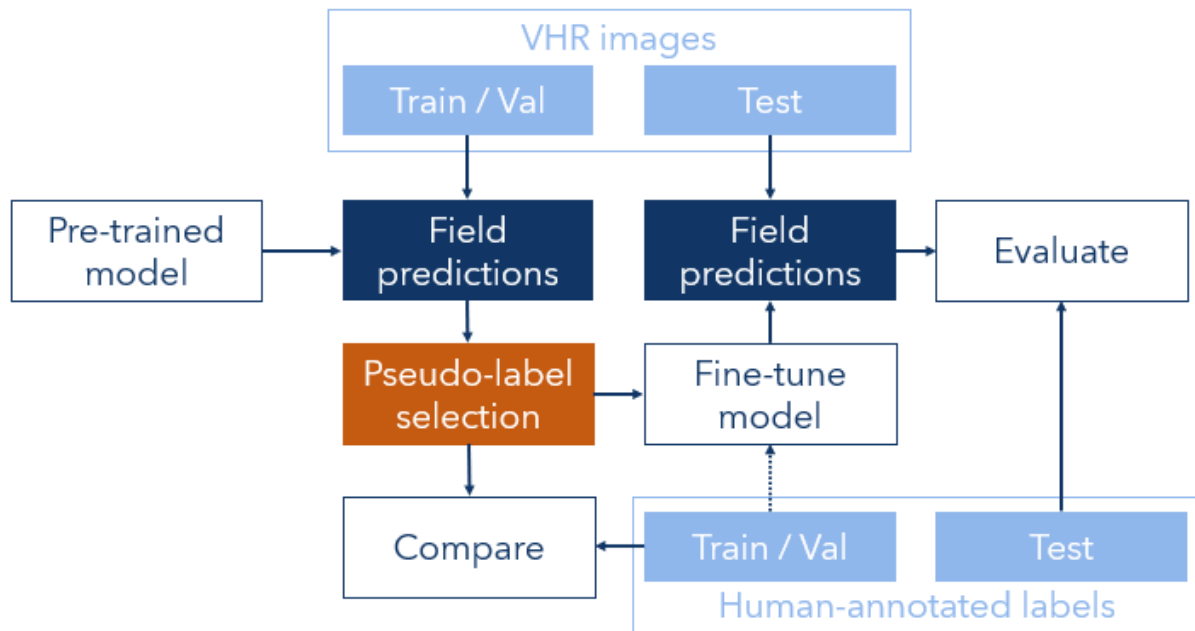 VHR images
Train / Val
Test
Pre-trained
model
Field
predictions
Field
predictions
Evaluate
Pseudo-label
selection
Fine-tune
model
Compare
Train / Val
Test
Human-annotated labels